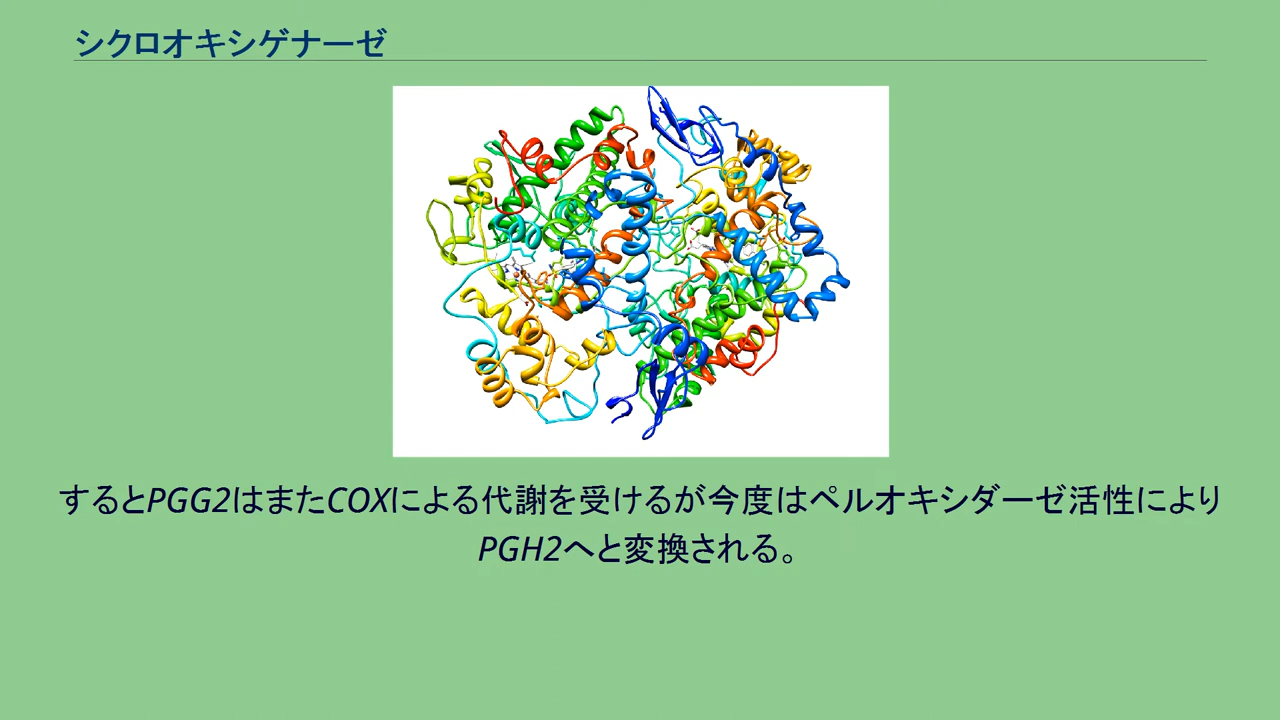 シクロオキシゲナーゼ
するとPGG2はまたCOXによる代謝を受けるが今度はペルオキシダーゼ活性により
PGH2へと変換される。